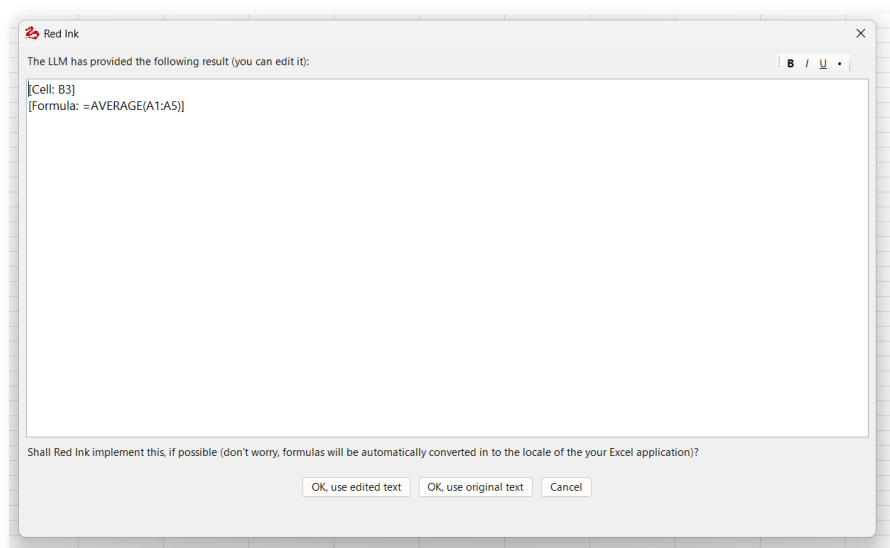 Red Ink
The LLM has provided the following result (you can edit it):
B I U •
[Cell: B3]
[Formula: =AVERAGE(A1:A5)]
Shall Red Ink implement this, if possible (don't worry, formulas will be automatically converted in to the locale of the your Excel application)?
OK, use edited text OK, use original text Cancel